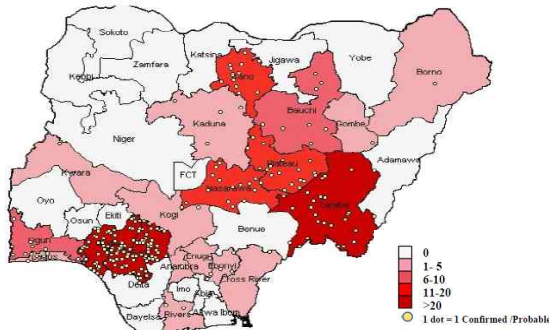 Sokoto
Katsina
Jigawa
Yobe
Borno
Kebbi
Zamfara
Kano
Bauchi
Gombe
Kaduna
Niger
Adamawa
Plateau
FCT
Nasarawa
Kwara
Taraba
Oyo
Ekiti
Kogi
Osun
Benue
Ogun
Lagos
Enugu
Ebonyi
Anambra
Cross River
Delta
Imo
Abia
Akwa Ibom
Bayelsa
Rivers
0
1- 5
6-10
11-20
>20
1 dot = 1 Confirmed /Probable